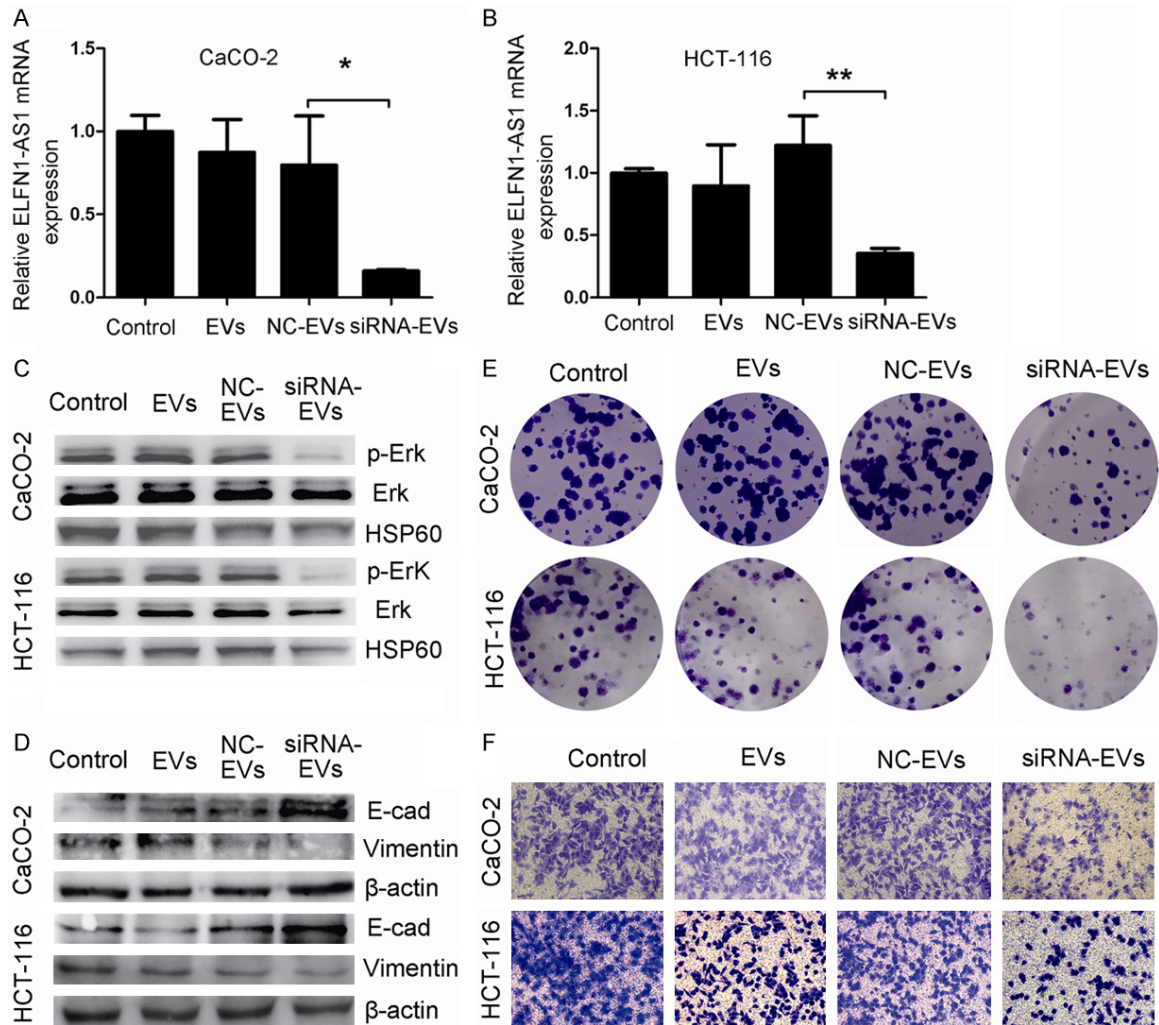 A
CaCO-2
*
Relative ELFN1-AS1 mRNA
expression
1.5
1.0
0.5
0.0
Control EVs NC-EVs siRNA-EVs
B
HCT-116
**
Relative ELFN1-AS1 mRNA
expression
2.0
1.5
1.0
0.5
0.0
Control EVs NC-EVs siRNA-EVs
C
Control EVs NC-EVs siRNA-EVs
CaCO-2
p-Erk
Erk
HSP60
HCT-116
p-ErK
Erk
HSP60
D
Control EVs NC-EVs siRNA-EVs
CaCO-2
E-cad
Vimentin
β-actin
HCT-116
E-cad
Vimentin
β-actin
E
Control EVs NC-EVs siRNA-EVs
CaCO-2
HCT-116
F
Control EVs NC-EVs siRNA-EVs
CaCO-2
HCT-116